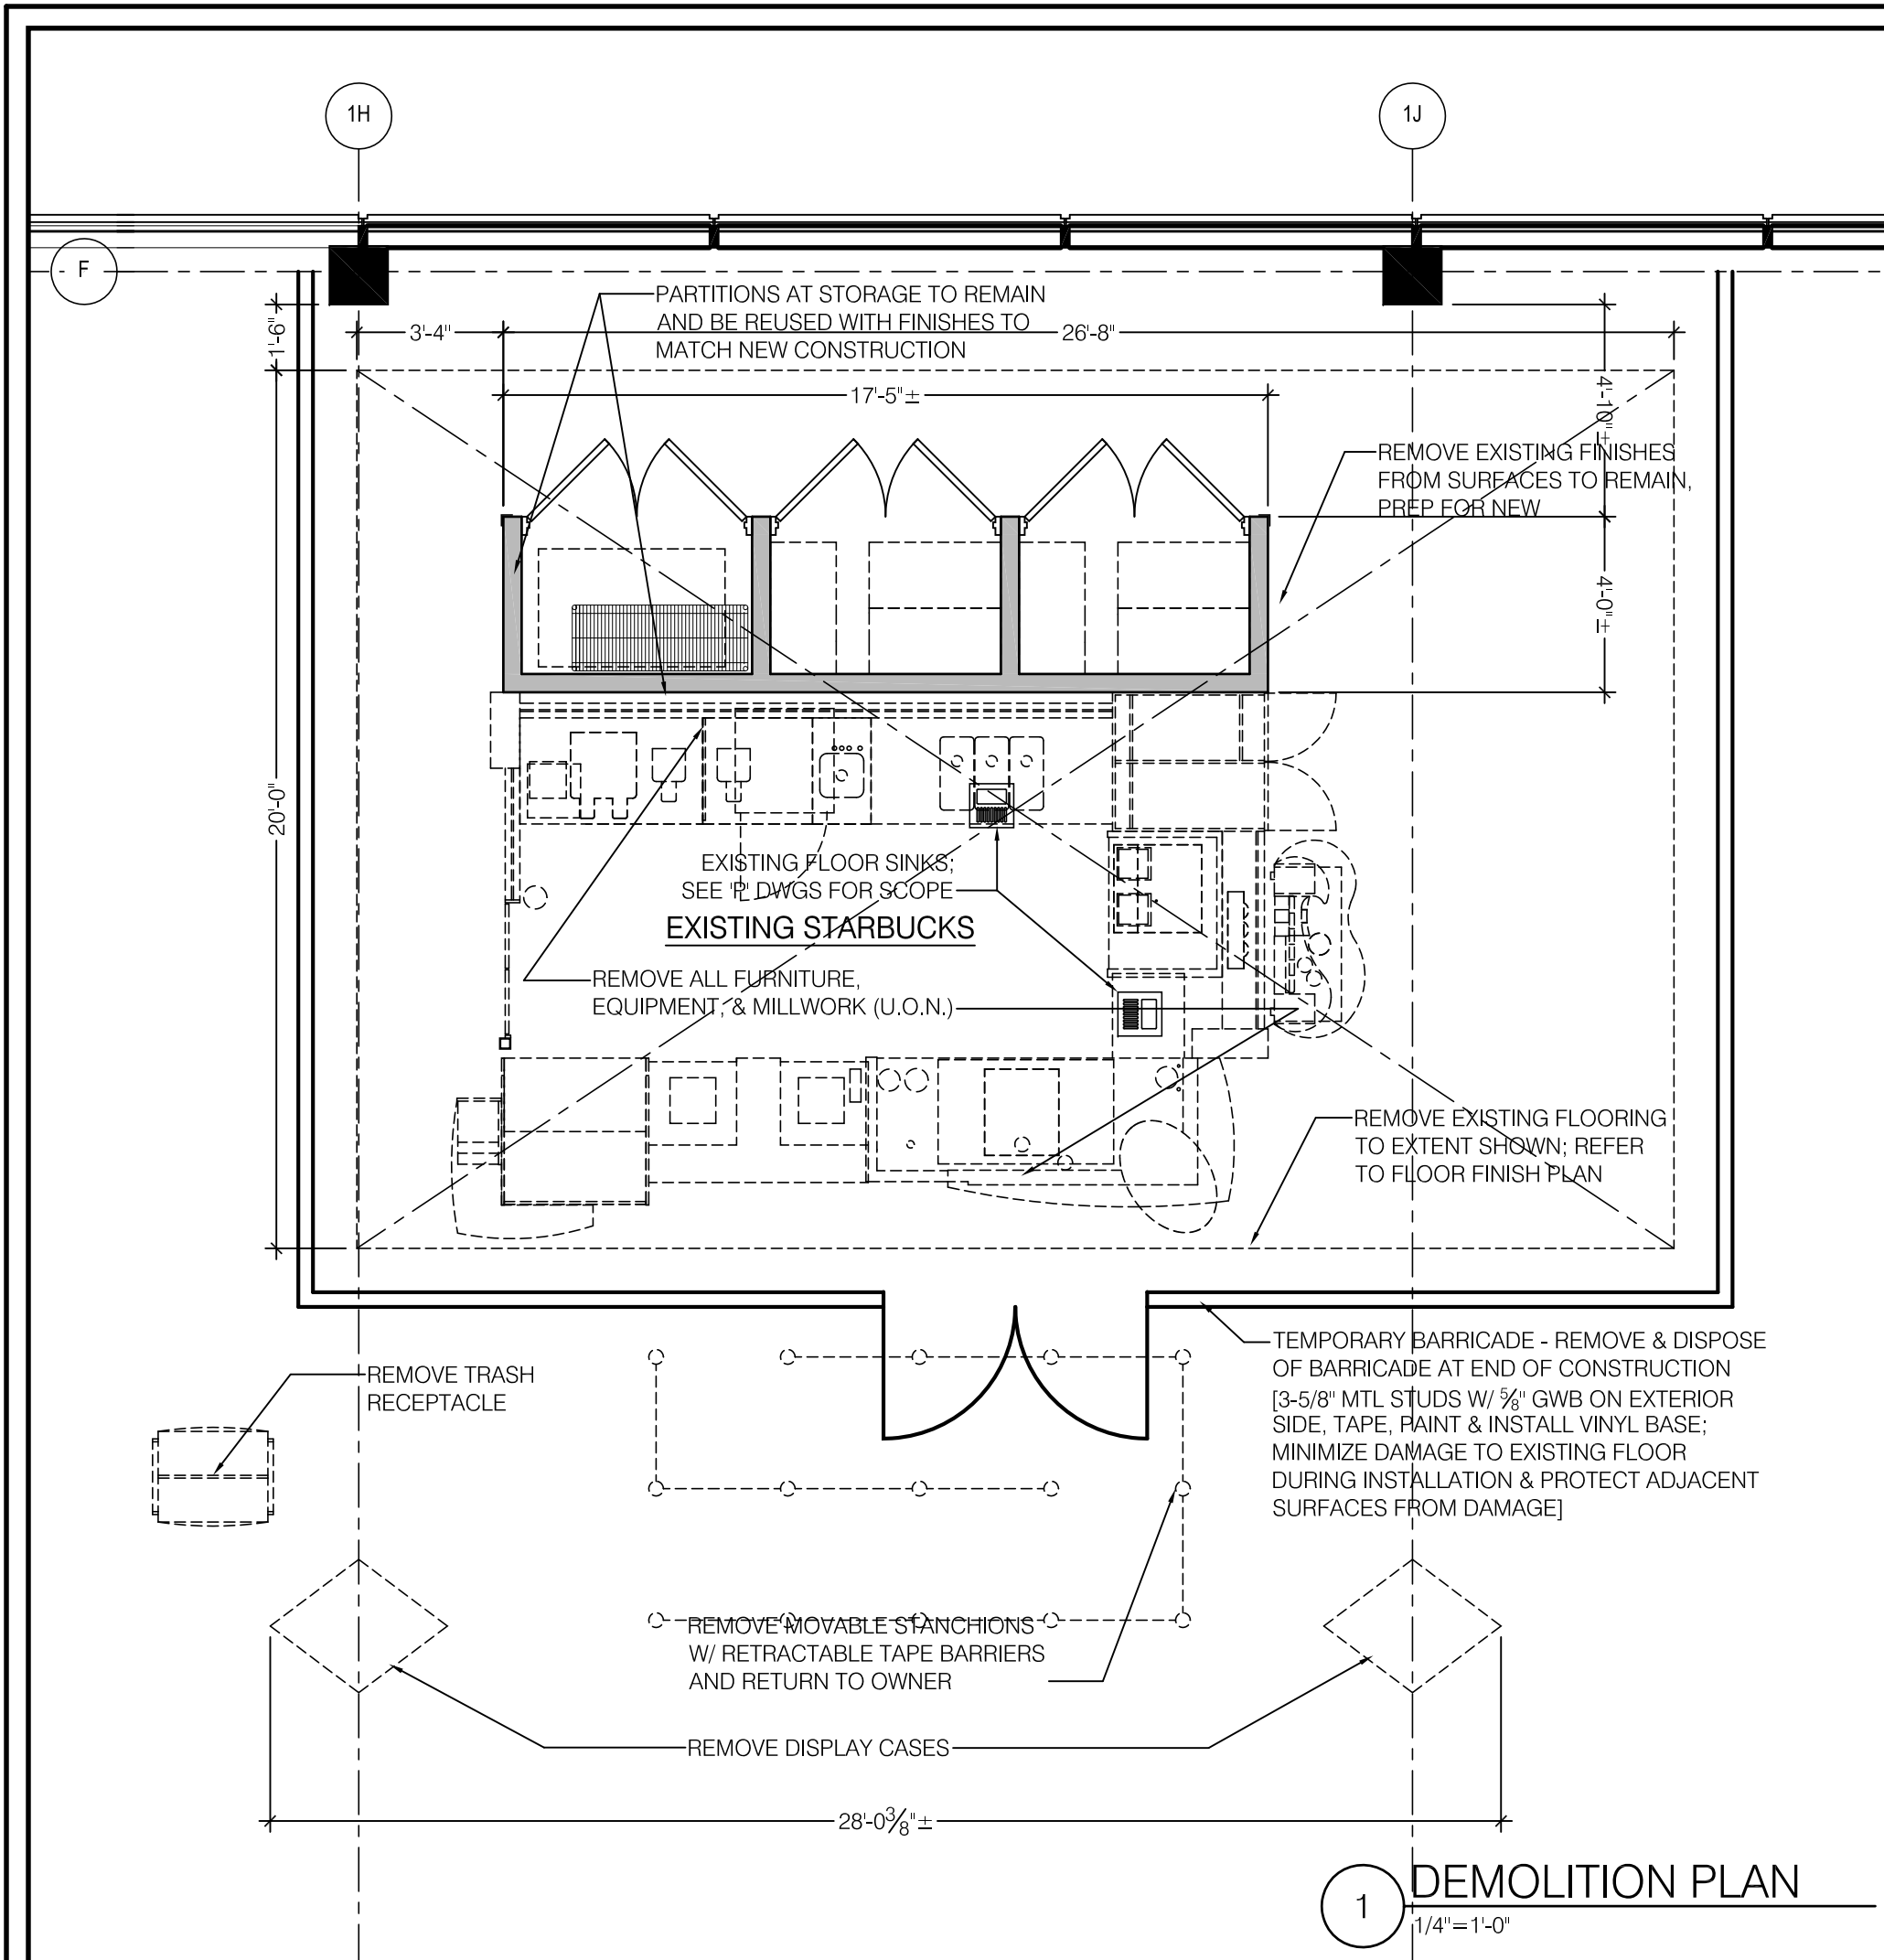 1H
1J
F
PARTITIONS AT STORAGE TO REMAIN
AND BE REUSED WITH FINISHES TO
MATCH NEW CONSTRUCTION
1'-6"
3'-4"
26'-8"
17'-5"±
4'-10"±
REMOVE EXISTING FINISHES
FROM SURFACES TO REMAIN,
PREP FOR NEW
4'-0"±
20'-0"
EXISTING FLOOR SINKS;
SEE 'P' DWGS FOR SCOPE
EXISTING STARBUCKS
REMOVE ALL FURNITURE,
EQUIPMENT, & MILLWORK (U.O.N.)
REMOVE EXISTING FLOORING
TO EXTENT SHOWN; REFER
TO FLOOR FINISH PLAN
TEMPORARY BARRICADE - REMOVE & DISPOSE
OF BARRICADE AT END OF CONSTRUCTION
[3-5/8" MTL STUDS W/ 5/8" GWB ON EXTERIOR
SIDE, TAPE, PAINT & INSTALL VINYL BASE;
MINIMIZE DAMAGE TO EXISTING FLOOR
DURING INSTALLATION & PROTECT ADJACENT
SURFACES FROM DAMAGE]
REMOVE TRASH
RECEPTACLE
REMOVE MOVABLE STANCHIONS
W/ RETRACTABLE TAPE BARRIERS
AND RETURN TO OWNER
REMOVE DISPLAY CASES
28'-0 3/8"±
1
DEMOLITION PLAN
1/4"=1'-0"